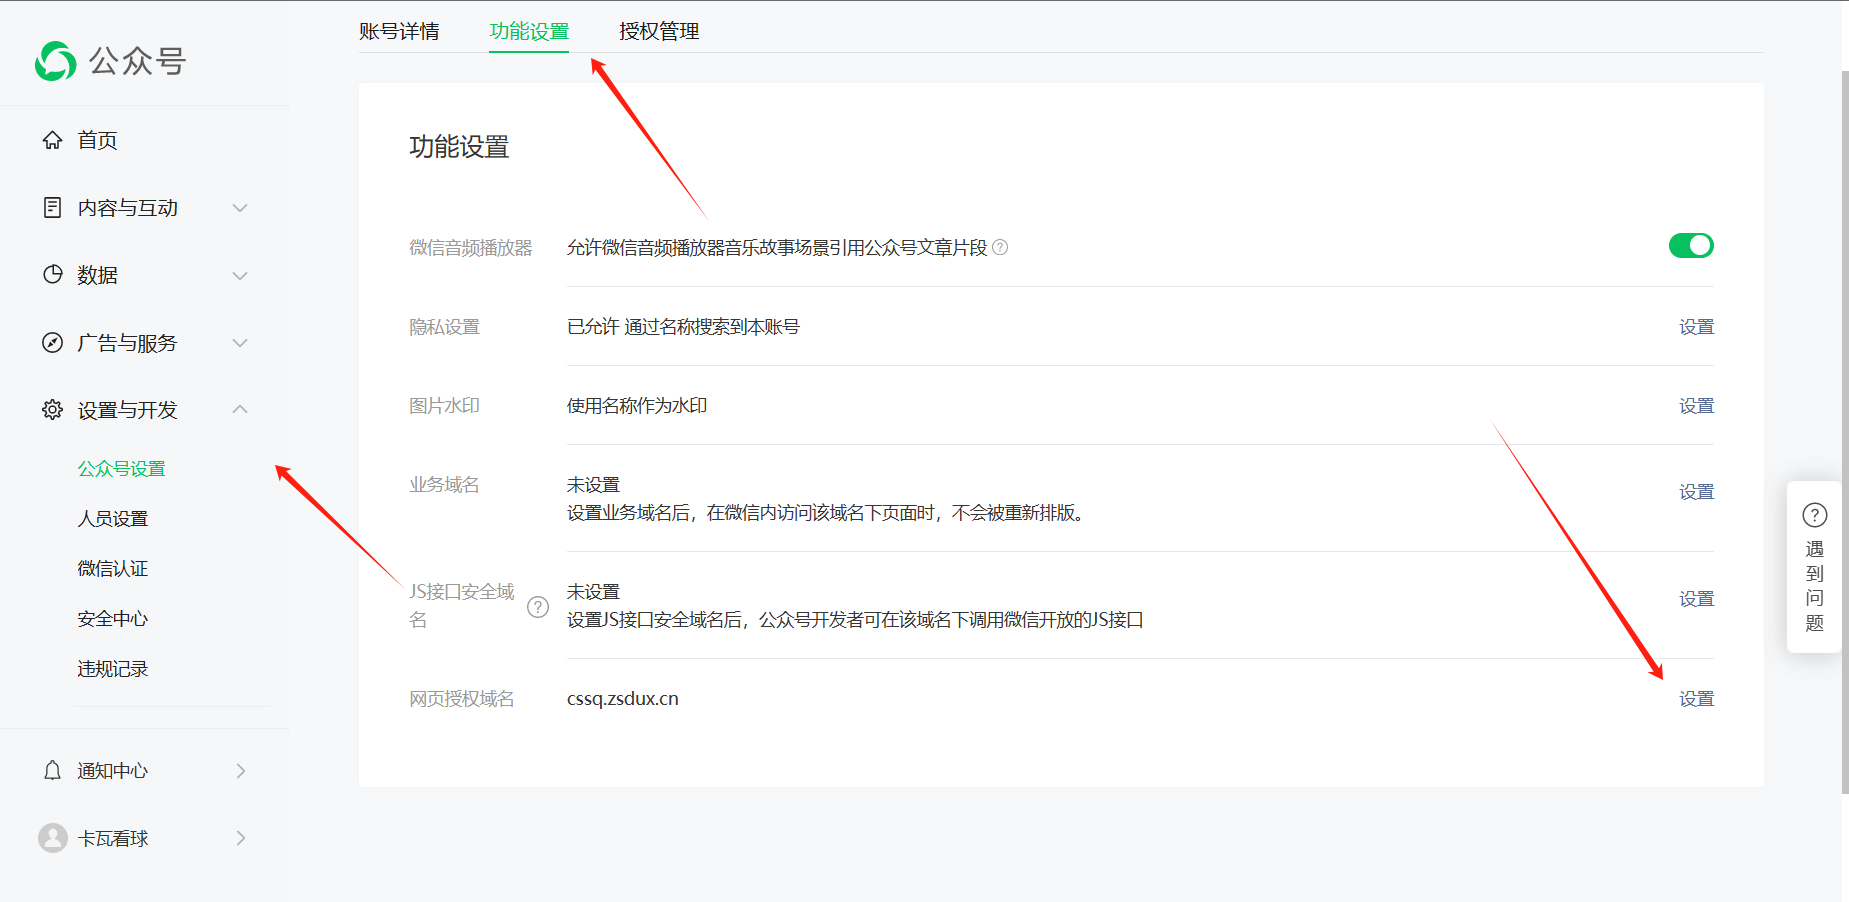 公众号
首页
内容与互动
数据
广告与服务
设置与开发
公众号设置
人员设置
微信认证
安全中心
违规记录
通知中心
卡瓦看球
账号详情 功能设置 授权管理
功能设置
微信音频播放器 允许微信音频播放器音乐故事场景引用公众号文章片段 ?
隐私设置 已允许 通过名称搜索到本账号 设置
图片水印 使用名称作为水印 设置
业务域名 未设置 设置
设置业务域名后，在微信内访问该域名下页面时，不会被重新排版。
JS接口安全域 未设置 设置
名 ? 设置JS接口安全域名后，公众号开发者可在该域名下调用微信开放的JS接口
网页授权域名 cssq.zsdux.cn 设置
?
遇
到
问
题